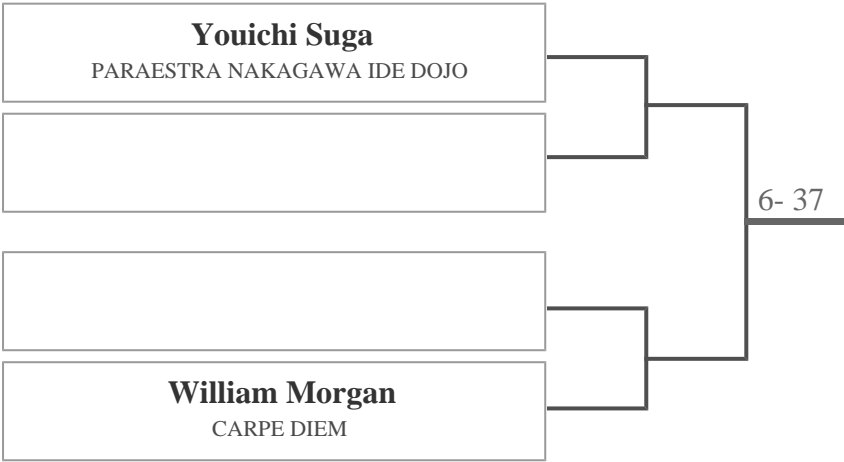 Youichi Suga
PARAESTRA NAKAGAWA IDE DOJO
6- 37
William Morgan
CARPE DIEM